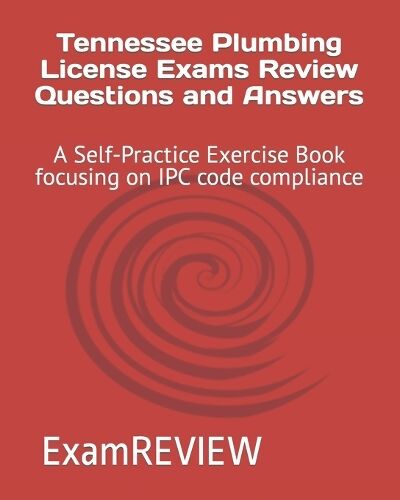 Tennessee Plumbing
License Exams Review
Questions and Answers
A Self-Practice Exercise Book
focusing on IPC code compliance
ExamREVIEW